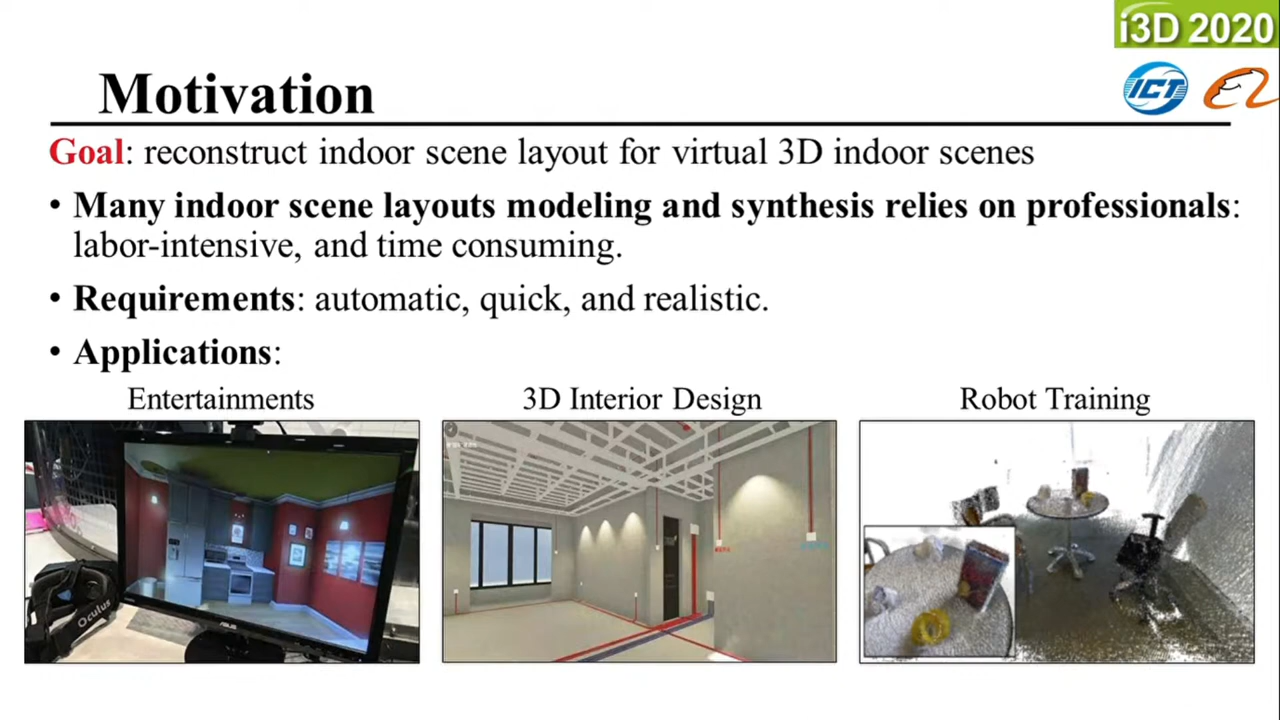 i3D 2020
ICT
Motivation
Goal: reconstruct indoor scene layout for virtual 3D indoor scenes
• Many indoor scene layouts modeling and synthesis relies on professionals:
labor-intensive, and time consuming.
• Requirements: automatic, quick, and realistic.
• Applications:
Entertainments
3D Interior Design
Robot Training
Oculus
ASUS